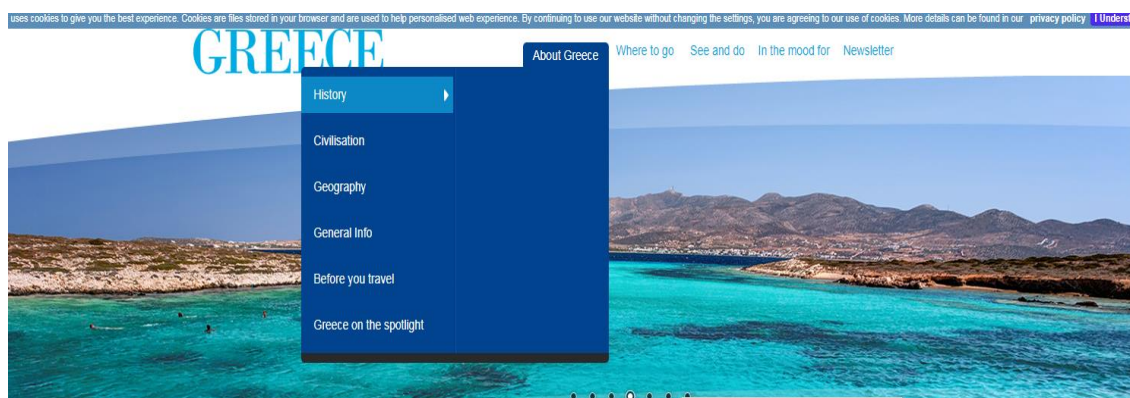 uses cookies to give you the best experience. Cookies are files stored in your browser and are used to help personalised web experience. By continuing to use our website without changing the settings, you are agreeing to our use of cookies. More details can be found in our privacy policy I Underst
GREECE
About Greece Where to go See and do In the mood for Newsletter
History
Civilisation
Geography
General Info
Before you travel
Greece on the spotlight